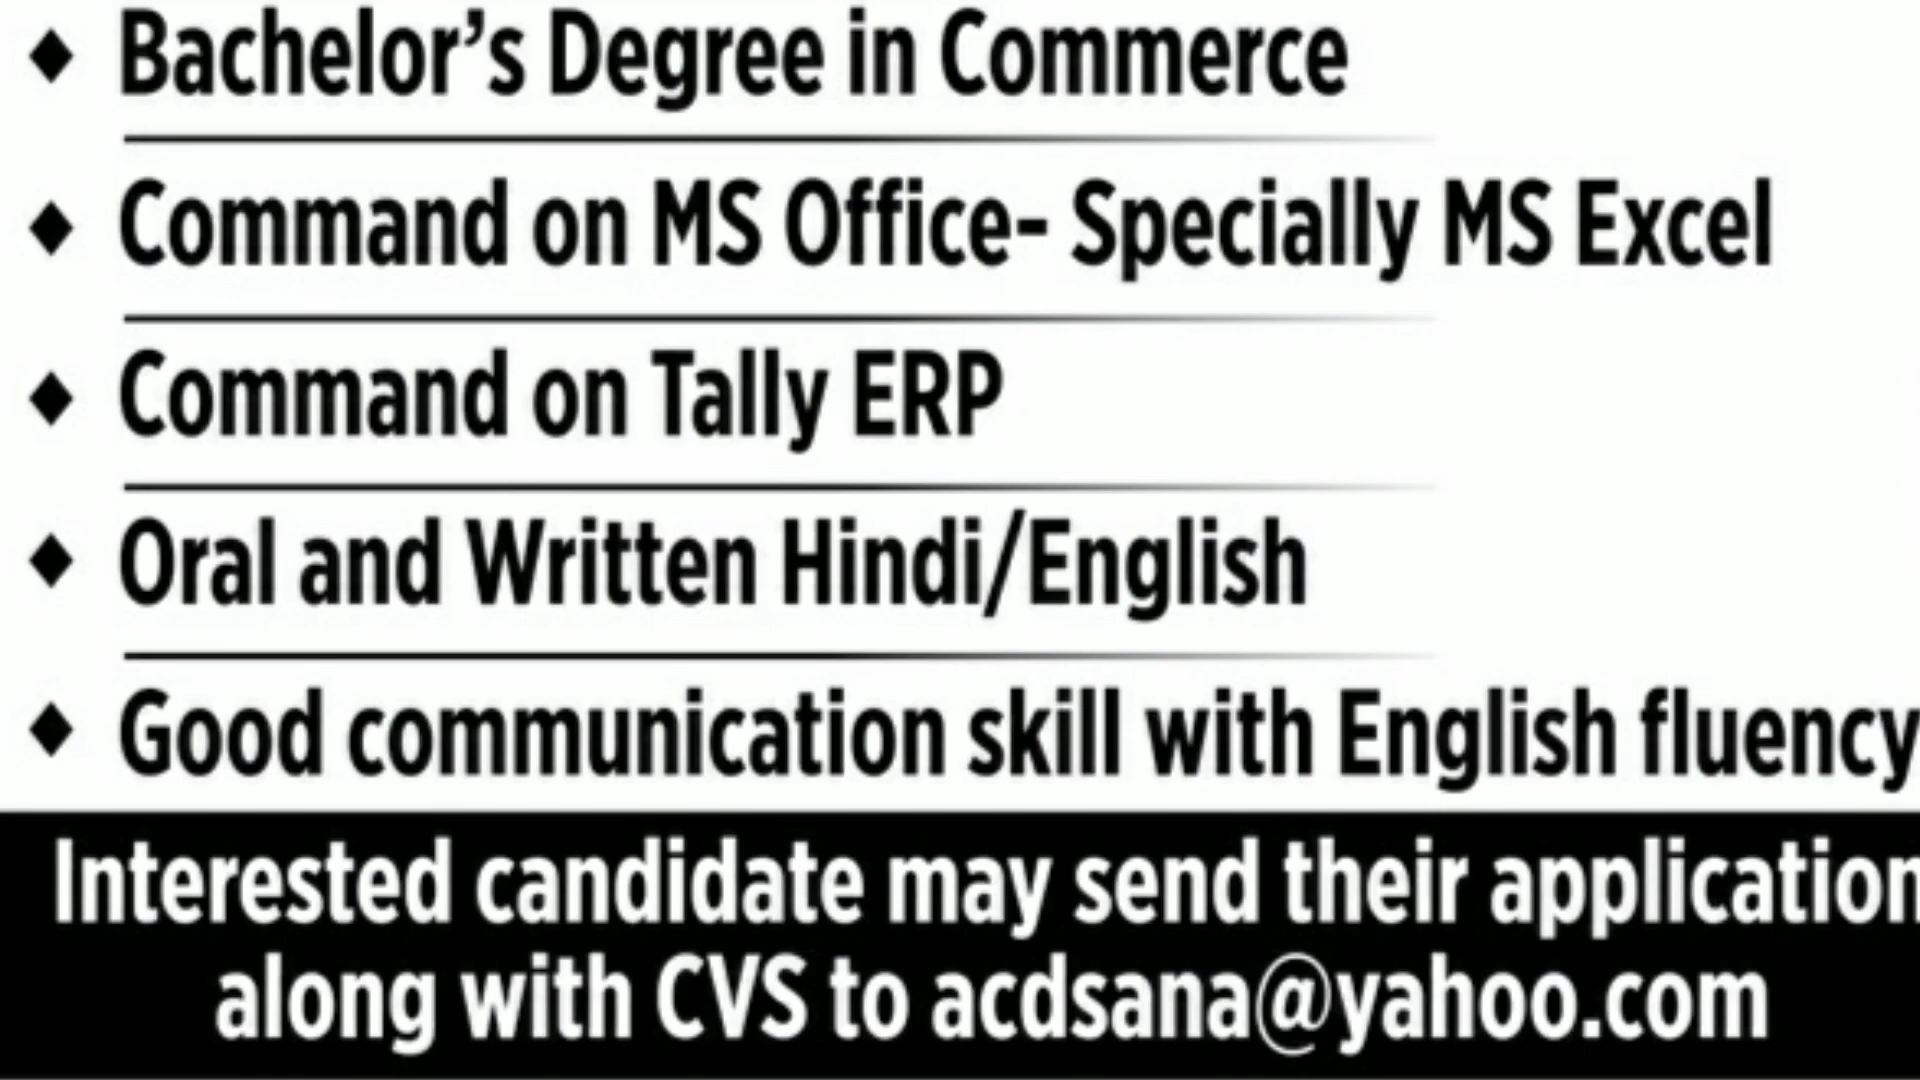 ♦ Bachelor’s Degree in Commerce
♦ Command on MS Office- Specially MS Excel
♦ Command on Tally ERP
♦ Oral and Written Hindi/English
♦ Good communication skill with English fluency
Interested candidate may send their application
along with CVS to acdsana@yahoo.com